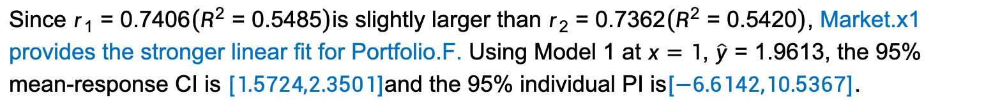 Since r₁ = 0.7406(R² = 0.5485)is slightly larger than r₂ = 0.7362(R² = 0.5420), Market.x1
provides the stronger linear fit for Portfolio.F. Using Model 1 at x = 1, ŷ = 1.9613, the 95%
mean-response CI is [1.5724,2.3501]and the 95% individual PI is[−6.6142,10.5367].